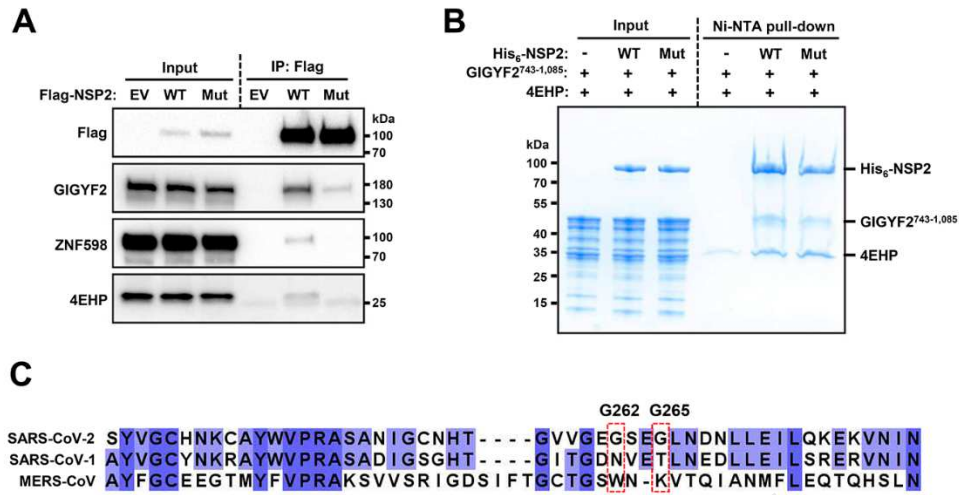 A
Input IP: Flag
Flag-NSP2: EV WT Mut EV WT Mut
kDa
Flag 100
70
GIGYF2 180
130
ZNF598 100
70
4EHP 25
B
Input Ni-NTA pull-down
His6-NSP2: - WT Mut - WT Mut
GIGYF2743-1,085: + + + + + +
4EHP: + + + + + +
kDa
100 His6-NSP2
70
55
40 GIGYF2743-1,085
35 4EHP
25
15
C
G262 G265
SARS-CoV-2 SYVGCHNKCAYWVPRASANIGCNHT----GVVGEGSEGLNDNLLEILQKEKVNIN
SARS-CoV-1 AYVGCNNKRAYWVPRASADIGSGHT----GITGDNVETLNEDLLEILSRERVNIN
MERS-CoV AYFGCEEGTMYFVPRAKSVVSRIGDSIFTGCTGSWN-KVTQIANMFLEQTQHSLN